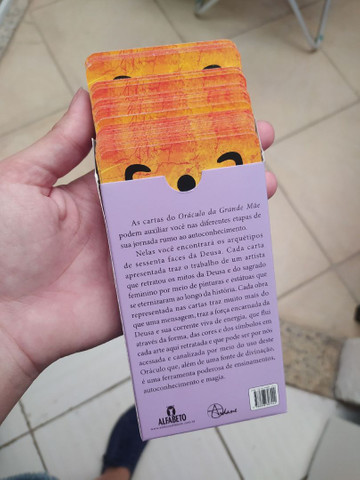 As cartas do Oráculo da Grande Mãe
podem auxiliar você nas diferentes etapas de
sua jornada rumo ao autoconhecimento.
Nelas você encontrará os arquétipos
de sessenta faces da Deusa. Cada carta
apresentada traz o trabalho de um artista
que retratou os mitos da Deusa e do sagrado
feminino por meio de pinturas e estátuas que
se eternizaram ao longo da história. Cada obra
representada nas cartas traz muito mais do
que uma mensagem, traz a força encarnada da
Deusa e sua corrente viva de energia, que flui
através da forma, das cores e dos símbolos em
cada arte aqui retratada e que pode ser por nós
acessada e canalizada por meio do uso deste
Oráculo que, além de uma fonte de divinação,
é uma ferramenta poderosa de ensinamentos,
autoconhecimento e magia.
ALFABETO